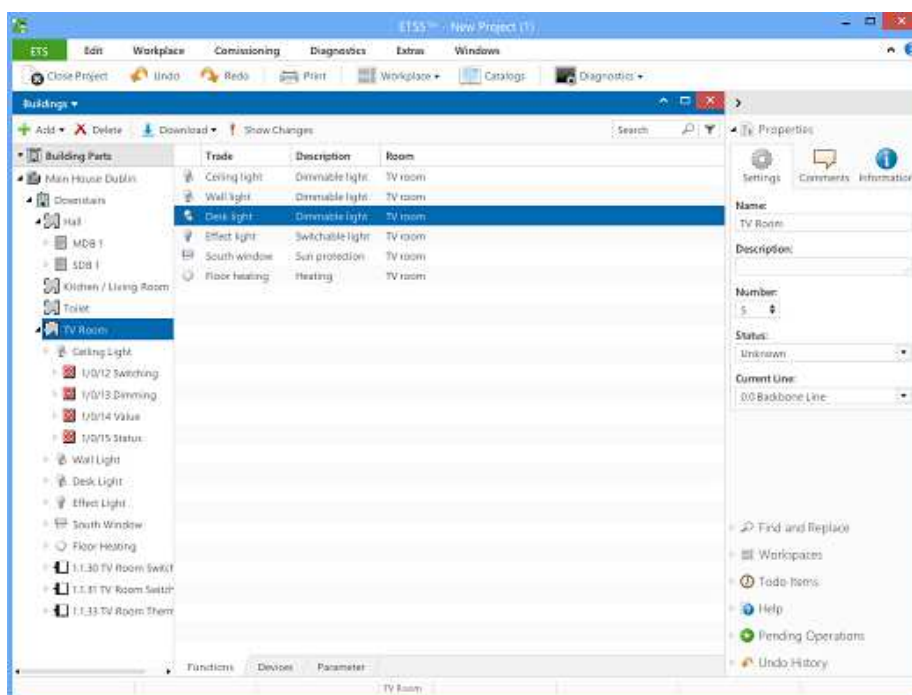 ETS5™ - New Project (1)
ETS Edit Workplace Comissioning Diagnostics Extras Windows
Close Project Undo Redo Print Workplace Catalogs Diagnostics
Buildings
Add Delete Download Show Changes Search
Properties
Building Parts Trade Description Room
Settings Comments Information
Main House Dublin Ceiling light Dimmable light TV room
Downstairs Wall light Dimmable light TV room
Name:
Hall Desk light Dimmable light TV room
TV Room
MDB 1 Effect light Switchable light TV room
Description:
SDB 1 South window Sun protection TV room
Kitchen / Living Room Floor heating Heating TV room
Number:
Toilet
5
TV Room
Status:
Ceiling Light
Unknown
1/0/12 Switching
Current Line:
1/0/13 Dimming
0.0 Backbone Line
1/0/14 Value
1/0/15 Status
Wall Light
Desk Light
Effect Light
South Window
Find and Replace
Floor Heating
Workspaces
1.1.30 TV Room Switch
Todo Items
1.1.31 TV Room Switch
Help
1.1.33 TV Room Therm
Pending Operations
Undo History
Functions Devices Parameter
TV Room